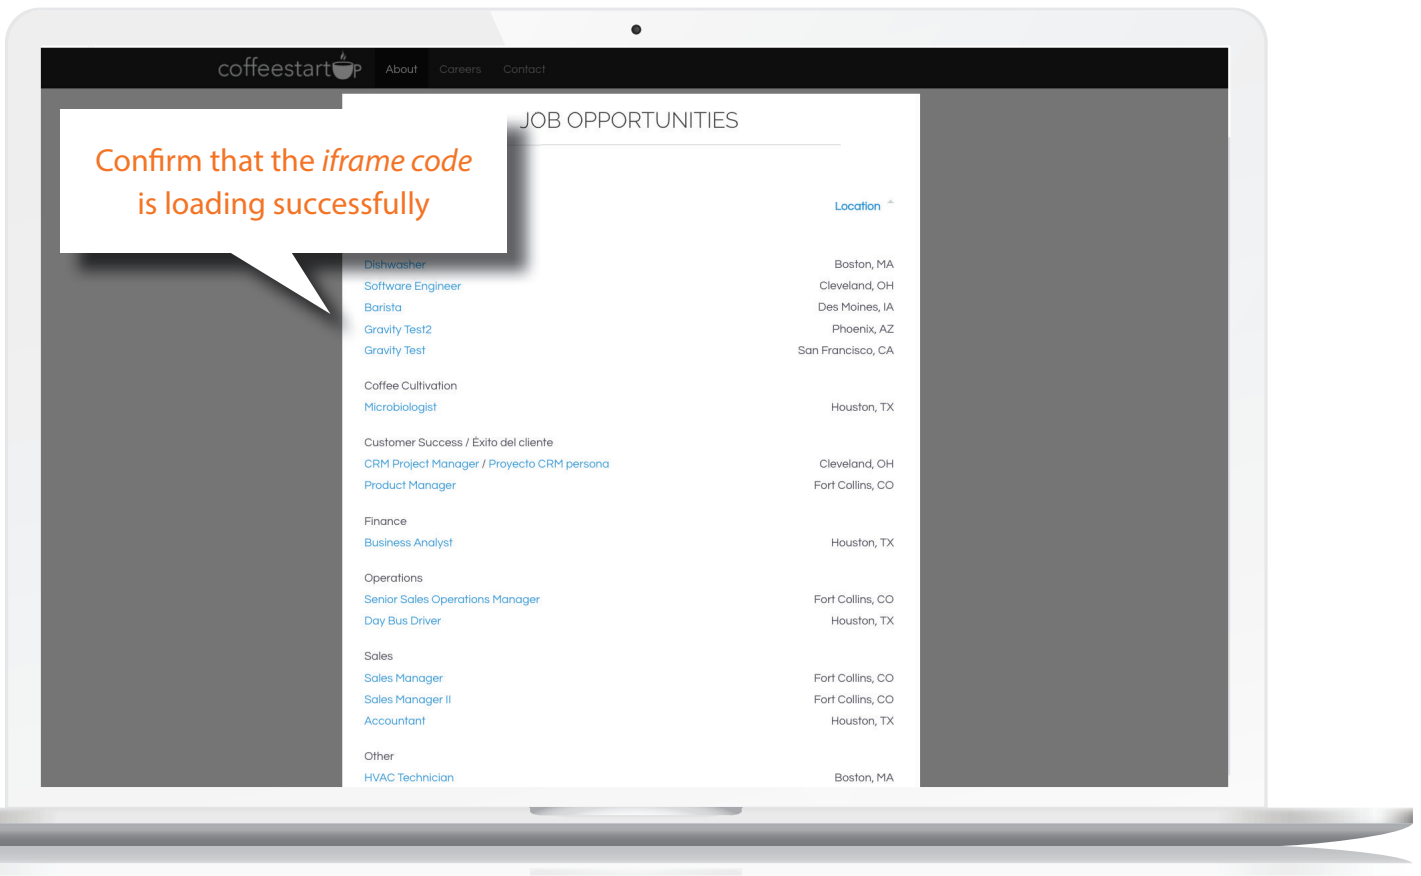 coffeestartup About Careers Contact
JOB OPPORTUNITIES
Confirm that the iframe code
is loading successfully
Location
Dishwasher Boston, MA
Software Engineer Cleveland, OH
Barista Des Moines, IA
Gravity Test2 Phoenix, AZ
Gravity Test San Francisco, CA
Coffee Cultivation
Microbiologist Houston, TX
Customer Success / Éxito del cliente
CRM Project Manager / Proyecto CRM persona Cleveland, OH
Product Manager Fort Collins, CO
Finance
Business Analyst Houston, TX
Operations
Senior Sales Operations Manager Fort Collins, CO
Day Bus Driver Houston, TX
Sales
Sales Manager Fort Collins, CO
Sales Manager II Fort Collins, CO
Accountant Houston, TX
Other
HVAC Technician Boston, MA